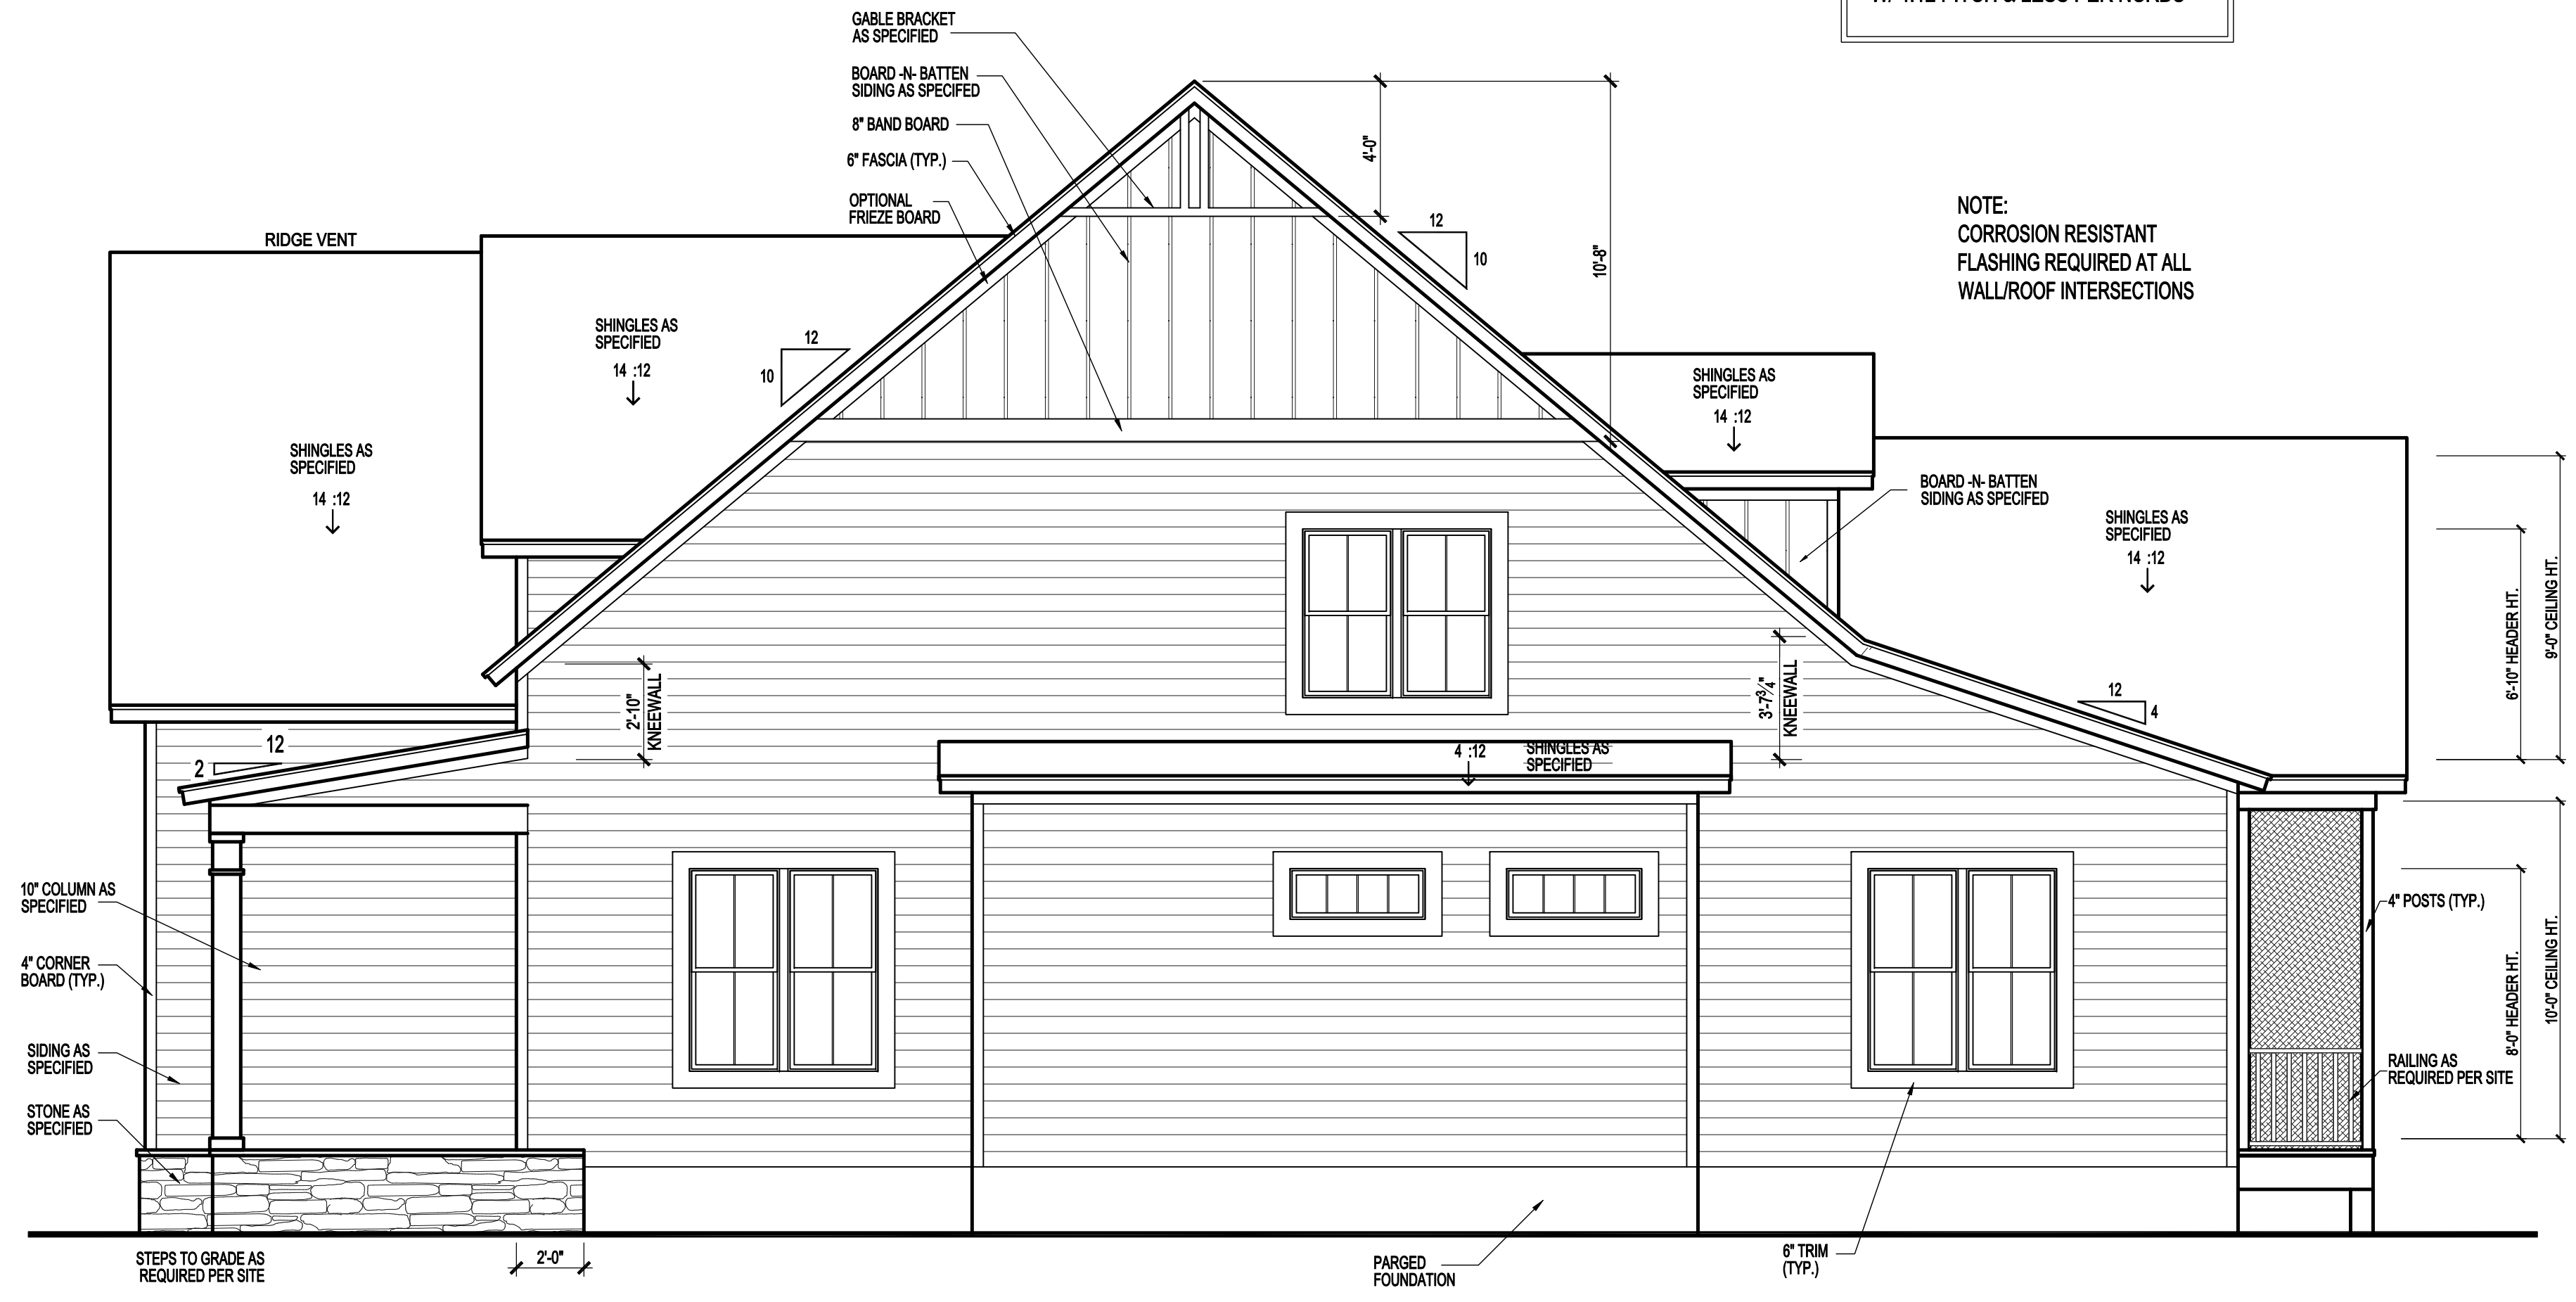 GABLE BRACKET
AS SPECIFIED
BOARD -N- BATTEN
SIDING AS SPECIFED
8" BAND BOARD
6" FASCIA (TYP.)
OPTIONAL
FRIEZE BOARD
RIDGE VENT
4'-0"
10'-8"
12
10
NOTE:
CORROSION RESISTANT
FLASHING REQUIRED AT ALL
WALL/ROOF INTERSECTIONS
SHINGLES AS
SPECIFIED
14 :12
12
10
SHINGLES AS
SPECIFIED
14 :12
SHINGLES AS
SPECIFIED
14 :12
BOARD -N- BATTEN
SIDING AS SPECIFED
SHINGLES AS
SPECIFIED
14 :12
6'-10" HEADER HT.
9'-0" CEILING HT.
2'-10"
KNEEWALL
3'-7¾"
KNEEWALL
12
4
12
2
4 :12
SHINGLES AS
SPECIFIED
10" COLUMN AS
SPECIFIED
4" CORNER
BOARD (TYP.)
SIDING AS
SPECIFIED
STONE AS
SPECIFIED
4" POSTS (TYP.)
8'-0" HEADER HT.
10'-0" CEILING HT.
RAILING AS
REQUIRED PER SITE
STEPS TO GRADE AS
REQUIRED PER SITE
2'-0"
PARGED
FOUNDATION
6" TRIM
(TYP.)